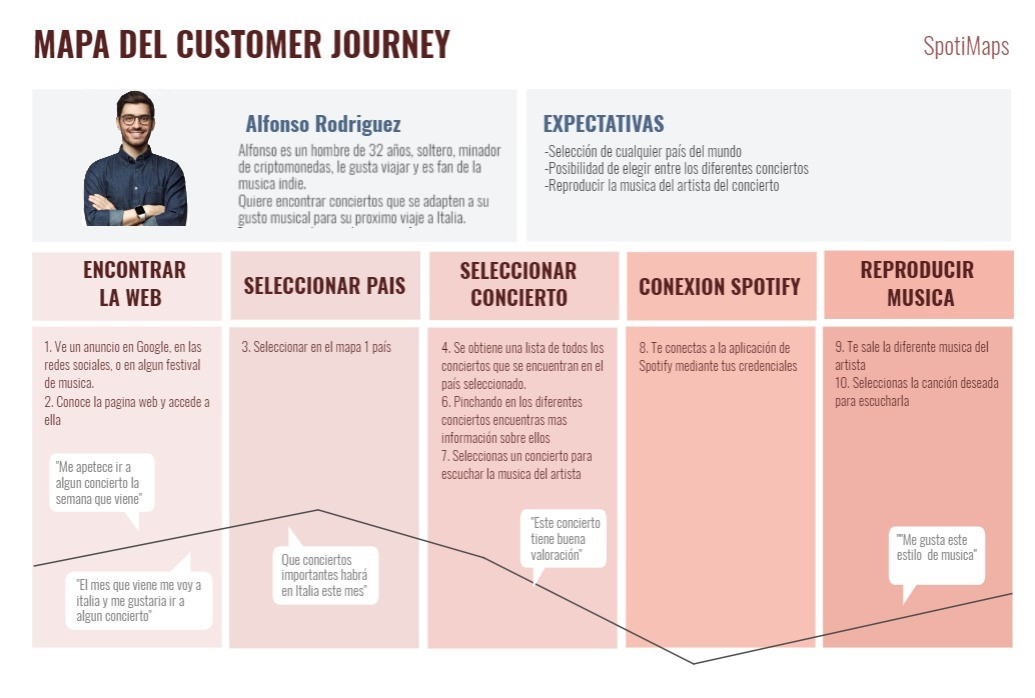 MAPA DEL CUSTOMER JOURNEY
SpotiMaps
Alfonso Rodriguez
Alfonso es un hombre de 32 años, soltero, minador
de criptomonedas, le gusta viajar y es fan de la
musica indie.
Quiere encontrar conciertos que se adapten a su
gusto musical para su proximo viaje a Italia.
EXPECTATIVAS
-Selección de cualquier país del mundo
-Posibilidad de elegir entre los diferentes conciertos
-Reproducir la musica del artista del concierto
ENCONTRAR
LA WEB
1. Ve un anuncio en Google, en las
redes sociales, o en algun festival
de musica.
2. Conoce la pagina web y accede a
ella
"Me apetece ir a
algun concierto la
semana que viene"
"El mes que viene me voy a
italia y me gustaria ir a
algun concierto"
SELECCIONAR PAIS
3. Seleccionar en el mapa 1 país
Que conciertos
importantes habrá
en Italia este mes"
SELECCIONAR
CONCIERTO
4. Se obtiene una lista de todos los
conciertos que se encuentran en el
país seleccionado.
6. Pinchando en los diferentes
conciertos encuentras mas
información sobre ellos
7. Seleccionas un concierto para
escuchar la musica del artista
"Este concierto
tiene buena
valoración"
CONEXION SPOTIFY
8. Te conectas a la aplicación de
Spotify mediante tus credenciales
REPRODUCIR
MUSICA
9. Te sale la diferente musica del
artista
10. Seleccionas la canción deseada
para escucharla
""Me gusta este
estilo de musica"